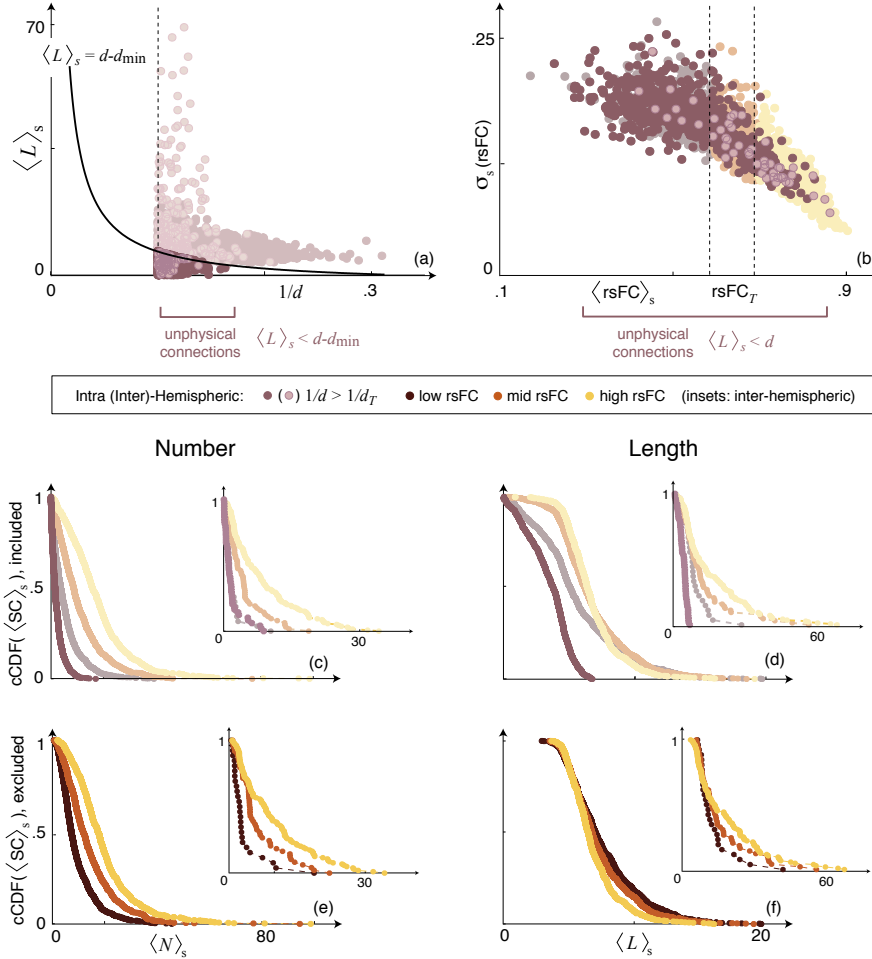 70
⟨L⟩s = d-dmin
⟨L⟩s
0
0
1/d
.3
(a)
unphysical
connections
⟨L⟩s < d-dmin
.25
σs(rsFC)
0
.1
⟨rsFC⟩s
rsFCT
.9
(b)
unphysical
connections
⟨L⟩s < d
Intra (Inter)-Hemispheric: ( ) 1/d > 1/dT low rsFC mid rsFC high rsFC (insets: inter-hemispheric)
Number
Length
cCDF(⟨SC⟩s), included
1
.5
0
1
0
30
(c)
1
0
60
(d)
cCDF(⟨SC⟩s), excluded
1
.5
0
1
0
30
(e)
0
⟨N⟩s
80
1
0
60
(f)
0
⟨L⟩s
20